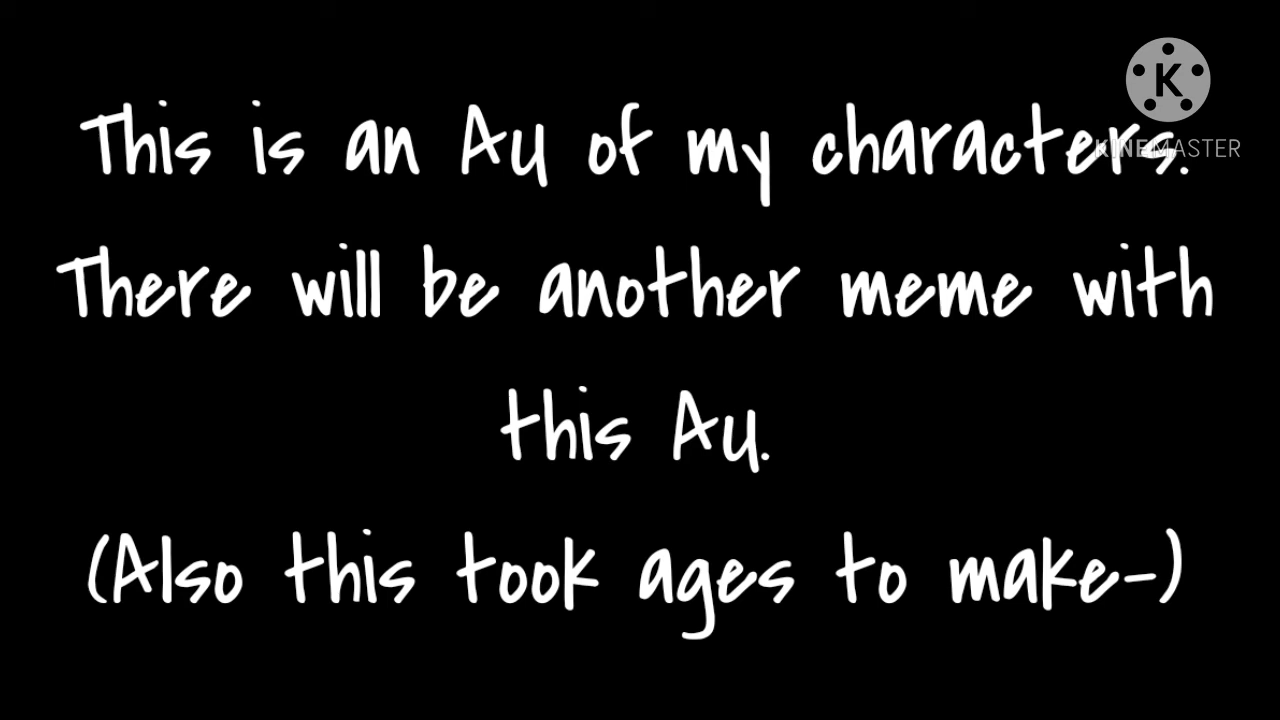 This is an AU of my characters.
KINEMASTER
There will be another meme with
this AU.
(Also this took ages to make-)